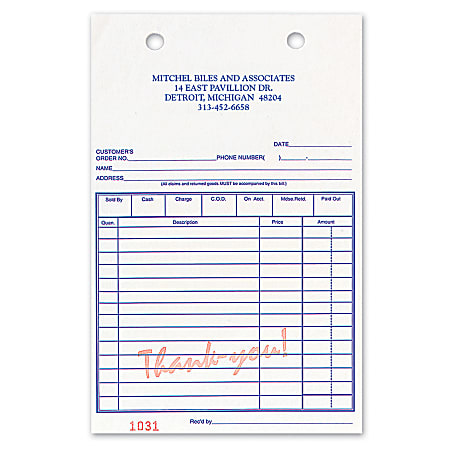 MITCHEL BILES AND ASSOCIATES
14 EAST PAVILLION DR.
DETROIT, MICHIGAN 48204
313-452-6658
DATE
CUSTOMER'S
ORDER NO. PHONE NUMBER( ) -
NAME
ADDRESS
(All claims and returned goods MUST be accompanied by this bill.)
Sold By Cash Charge C.O.D. On Acct. Mdse.Retd. Paid Out
Quan. Description Price Amount
Thank-you!
1031 Rec'd by